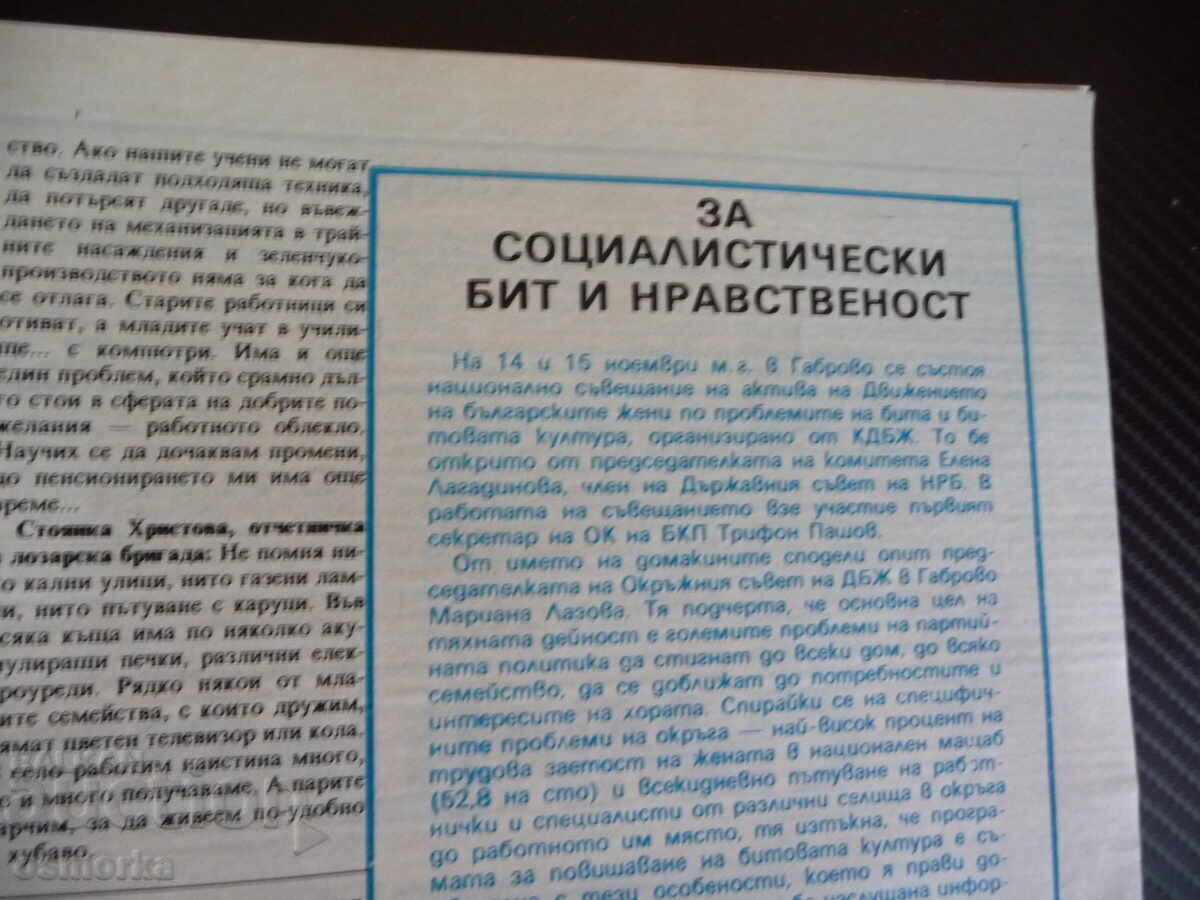 ство. Ако нашите учени не могат
да създадат подходяща техника,
да потърсят другаде, но въвеж-
дането на механизацията в трай-
ните насаждения и зеленчуко-
производството няма за кога да
се отлага. Старите работници си
отиват, а младите учат в учили-
ще... с компютри. Има и още
един проблем, който срамно дъл-
го стои в сферата на добрите по-
желания — работното облекло.
Научих се да дочаквам промени,
до пенсионирането ми има още
време...
Стоянка Христова, отчетничка
лозарска бригада: Не помня ни-
о кални улици, нито газени лам-
и, нито пътуване с каруци. Във
сяка къща има по няколко аку-
улиращи печки, различни елек-
роуреди. Рядко някои от мла-
ите семейства, с които дружим,
ямат цветен телевизор или кола.
село работим наистина много,
о и много получаваме. А парите
арчим, за да живеем по-удобно
хубаво.
ЗА
СОЦИАЛИСТИЧЕСКИ
БИТ И НРАВСТВЕНОСТ
На 14 и 15 ноември м. г. в Габрово се състоя
национално съвещание на актива на Движението
на българските жени по проблемите на бита и би-
товата култура, организирано от КДБЖ. То бе
открито от председателката на комитета Елена
Лагадинова, член на Държавния съвет на НРБ. В
работата на съвещанието взе участие първият
секретар на ОК на БКП Трифон Пашов.
От името на домакините сподели опит пред-
седателката на Окръжния съвет на ДБЖ в Габрово
Мариана Лазова. Тя подчерта, че основна цел на
тяхната дейност е големите проблеми на партий-
ната политика да стигнат до всеки дом, до всяко
семейство, да се доближат до потребностите и
интересите на хората. Спирайки се на специфич-
ните проблеми на окръга — най-висок процент на
трудова заетост на жената в национален мащаб
(52,8 на сто) и всекидневно пътуване на работ-
нички и специалисти от различни селища в окръга
до работното им място, тя изтъкна, че програ-
мата за повишаване на битовата култура е съ-
с тези особености, което я прави до-
бе изслушана инфор-
osmorka